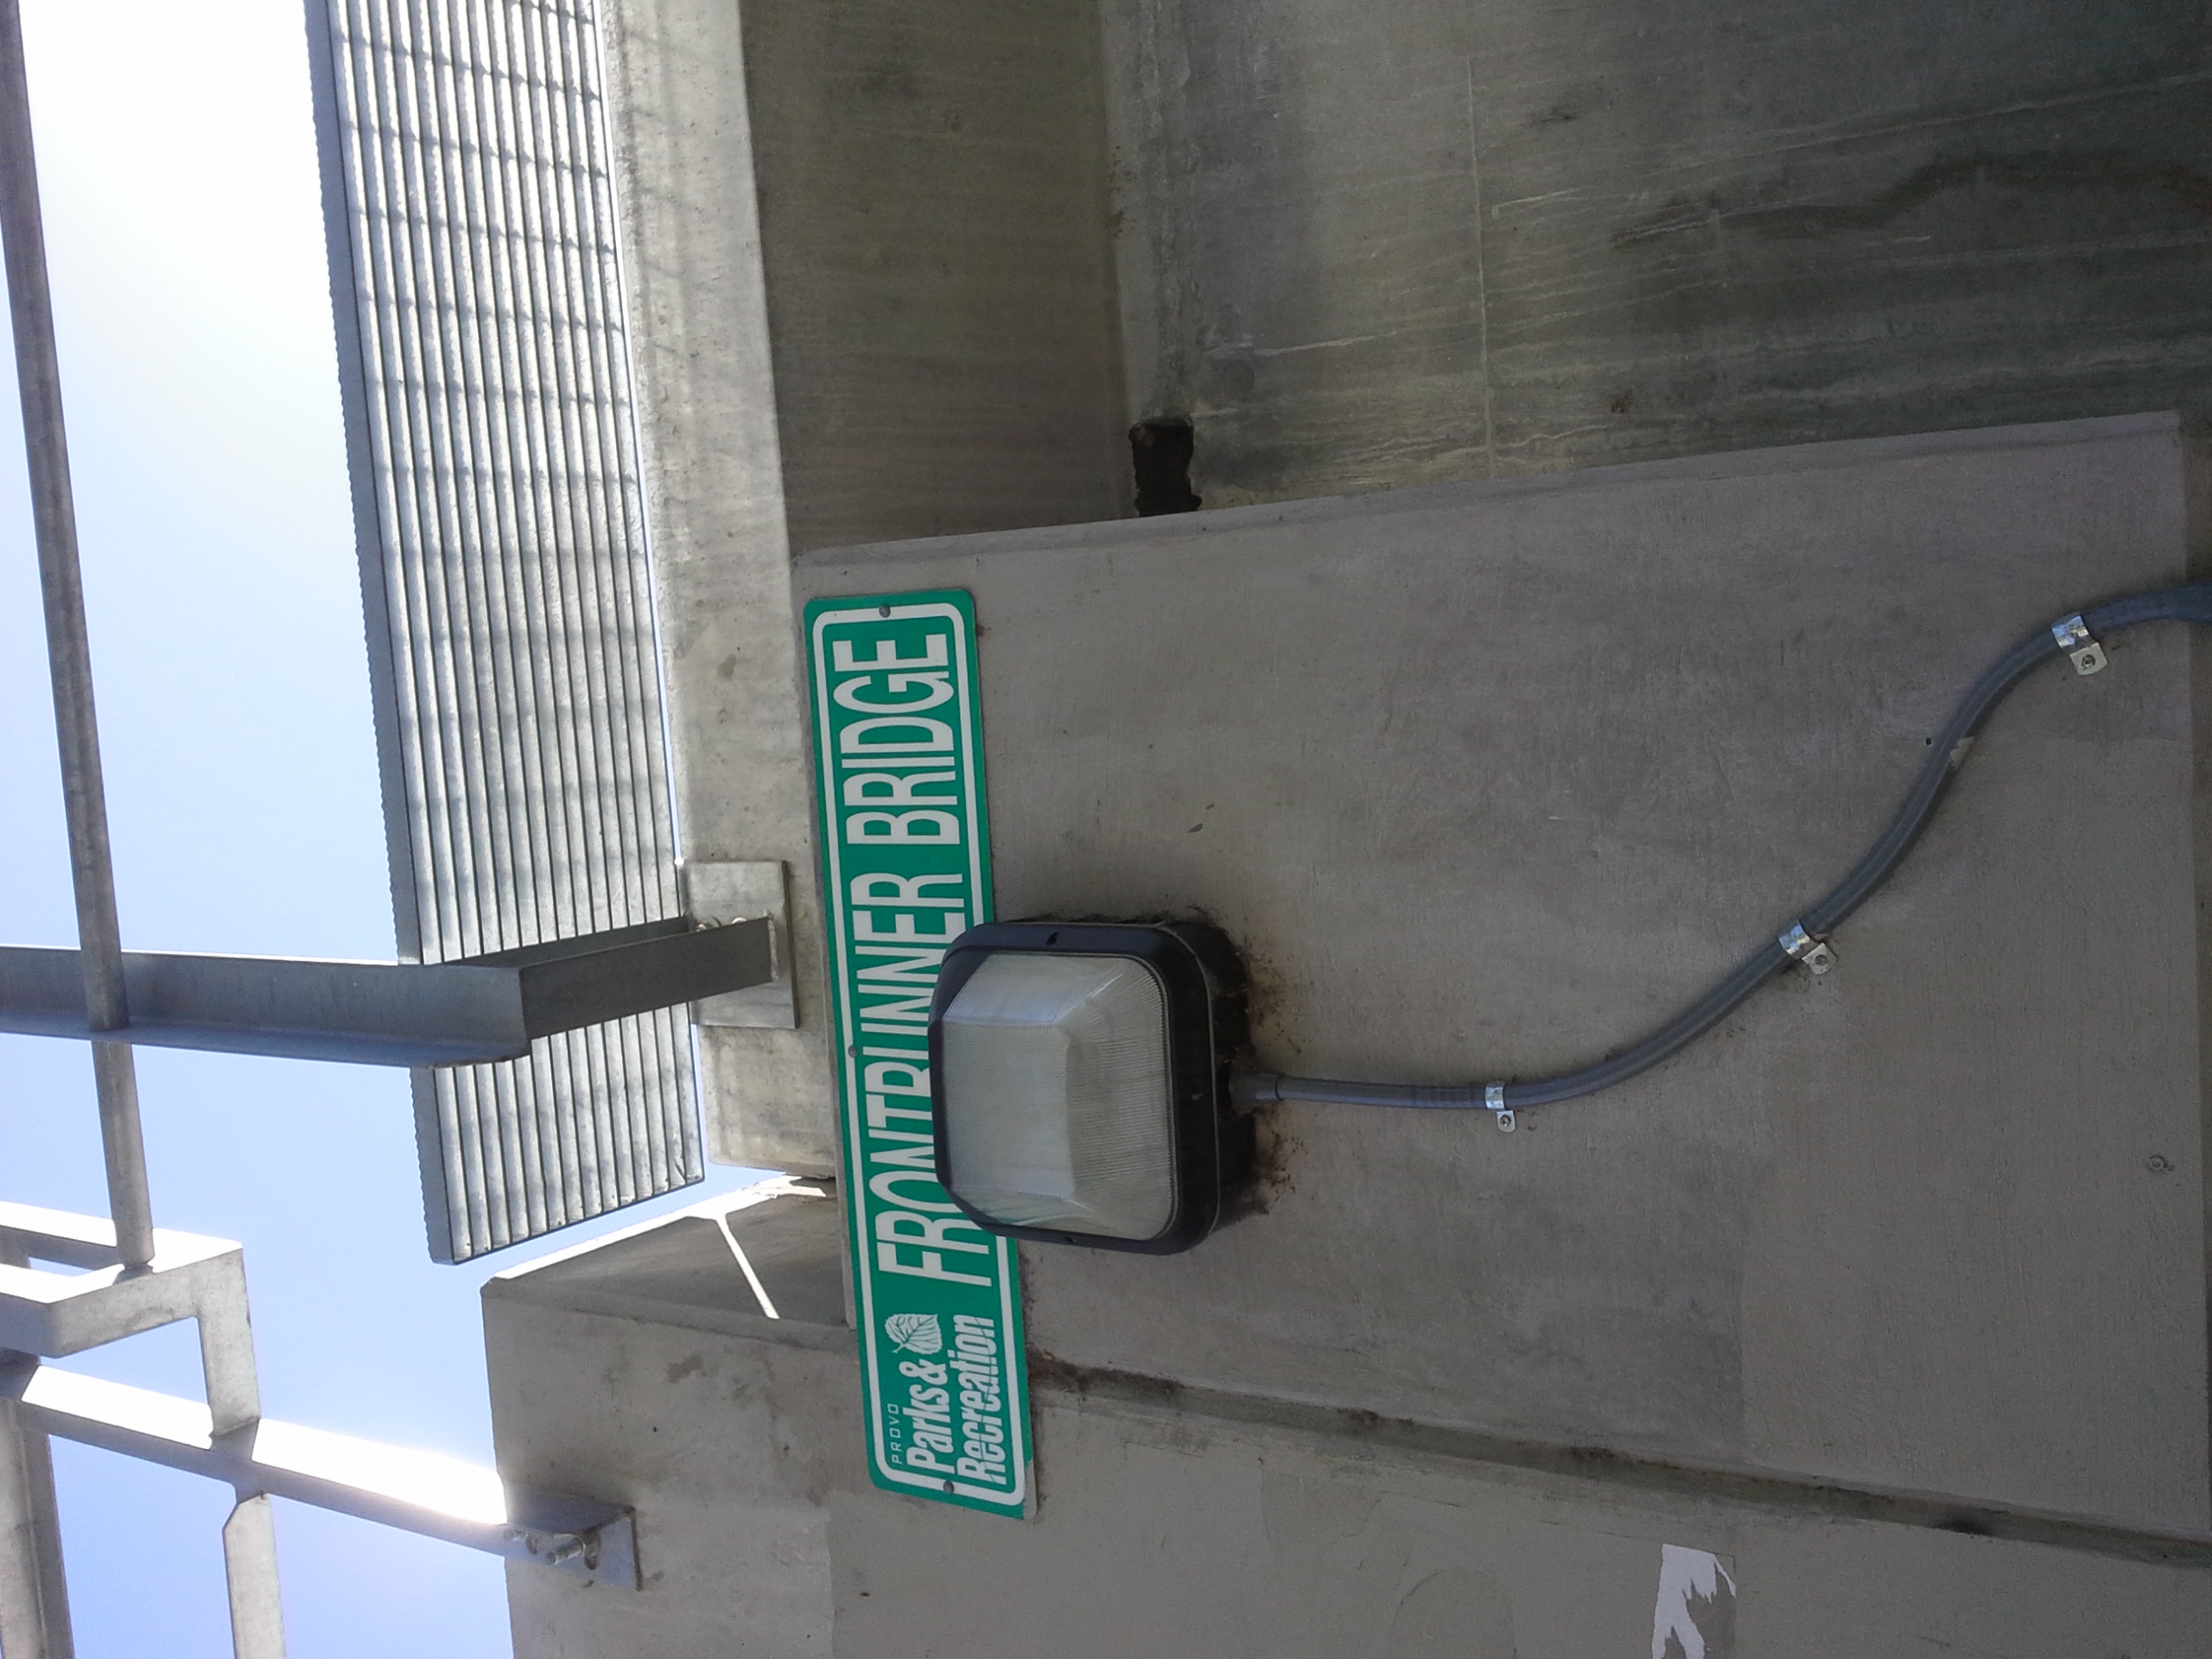 PROVO
Parks &
Recreation
FRONTRUNNER BRIDGE